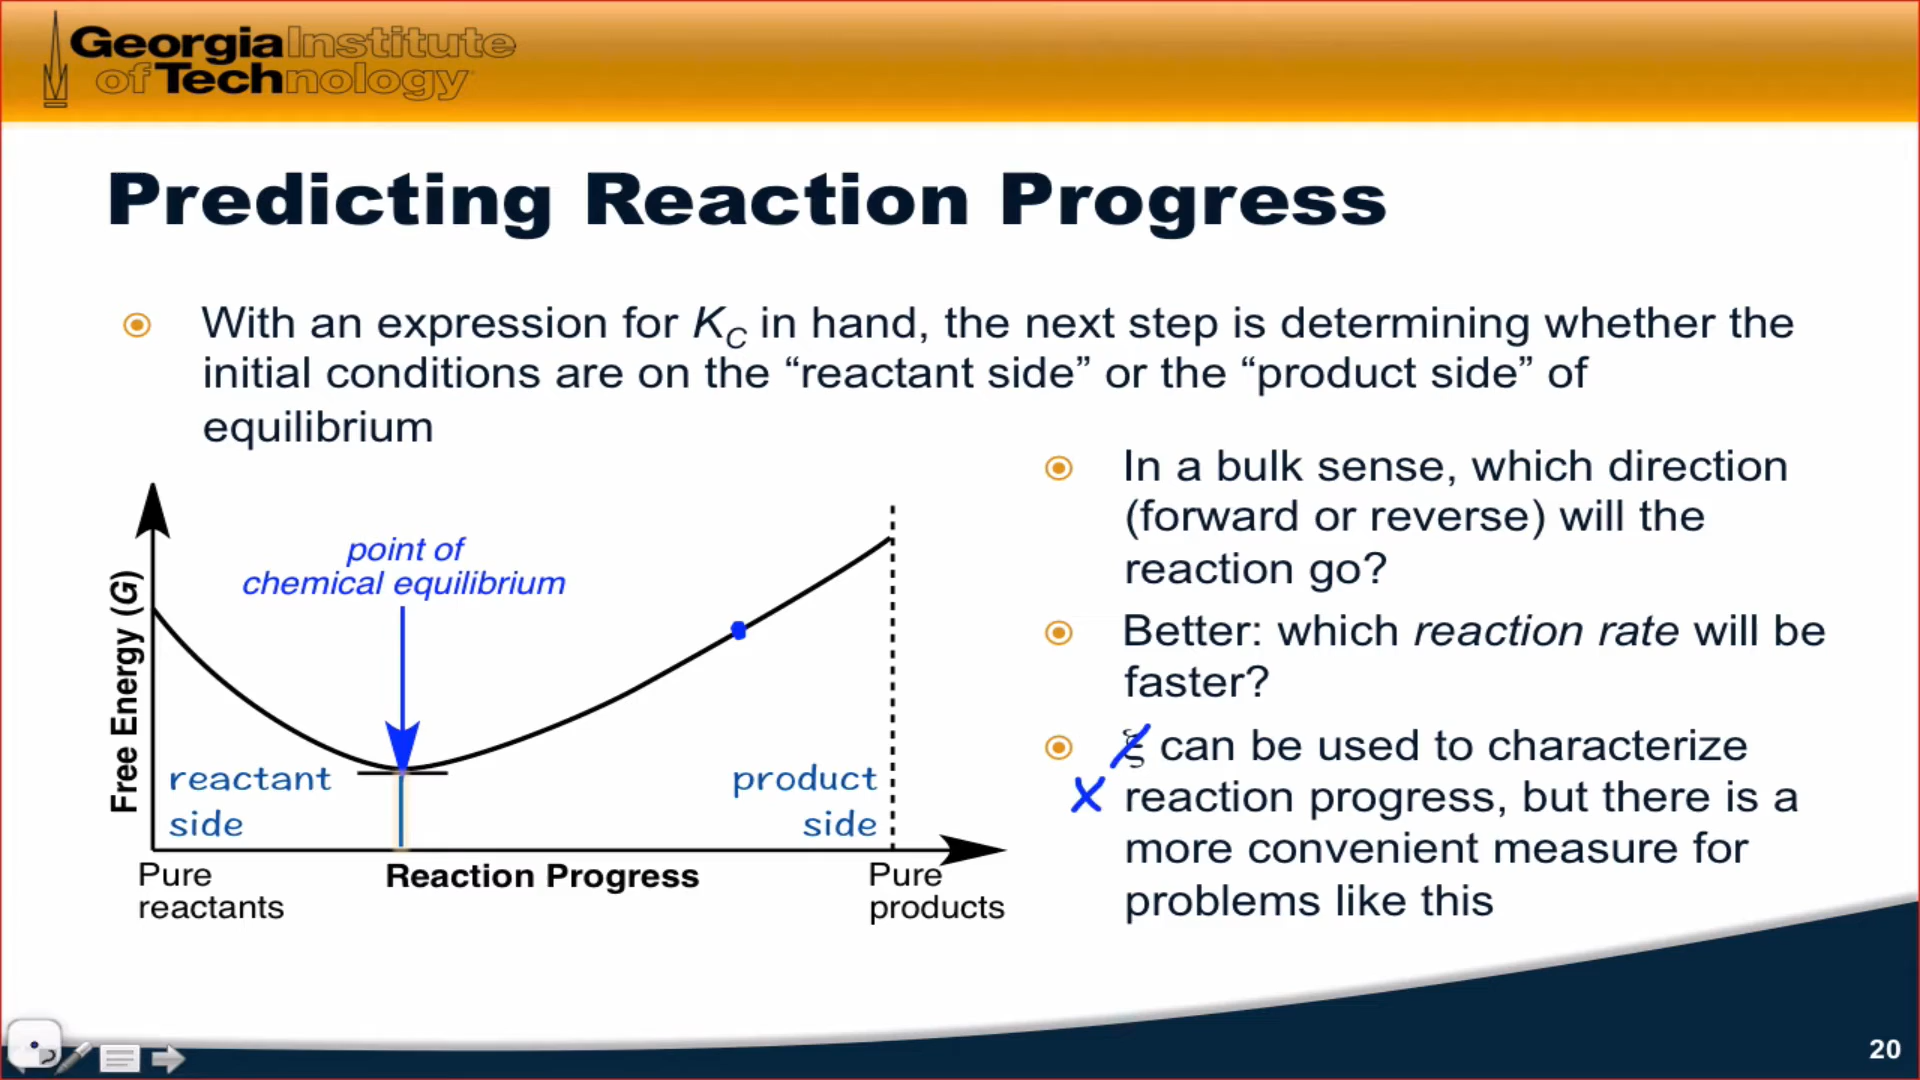 Georgia Institute
of Technology
Predicting Reaction Progress
With an expression for K_C in hand, the next step is determining whether the
initial conditions are on the “reactant side” or the “product side” of
equilibrium
In a bulk sense, which direction
(forward or reverse) will the
reaction go?
Better: which reaction rate will be
faster?
ξ can be used to characterize
x reaction progress, but there is a
more convenient measure for
problems like this
point of
chemical equilibrium
Free Energy (G)
reactant
side
product
side
Pure
reactants
Reaction Progress
Pure
products
20